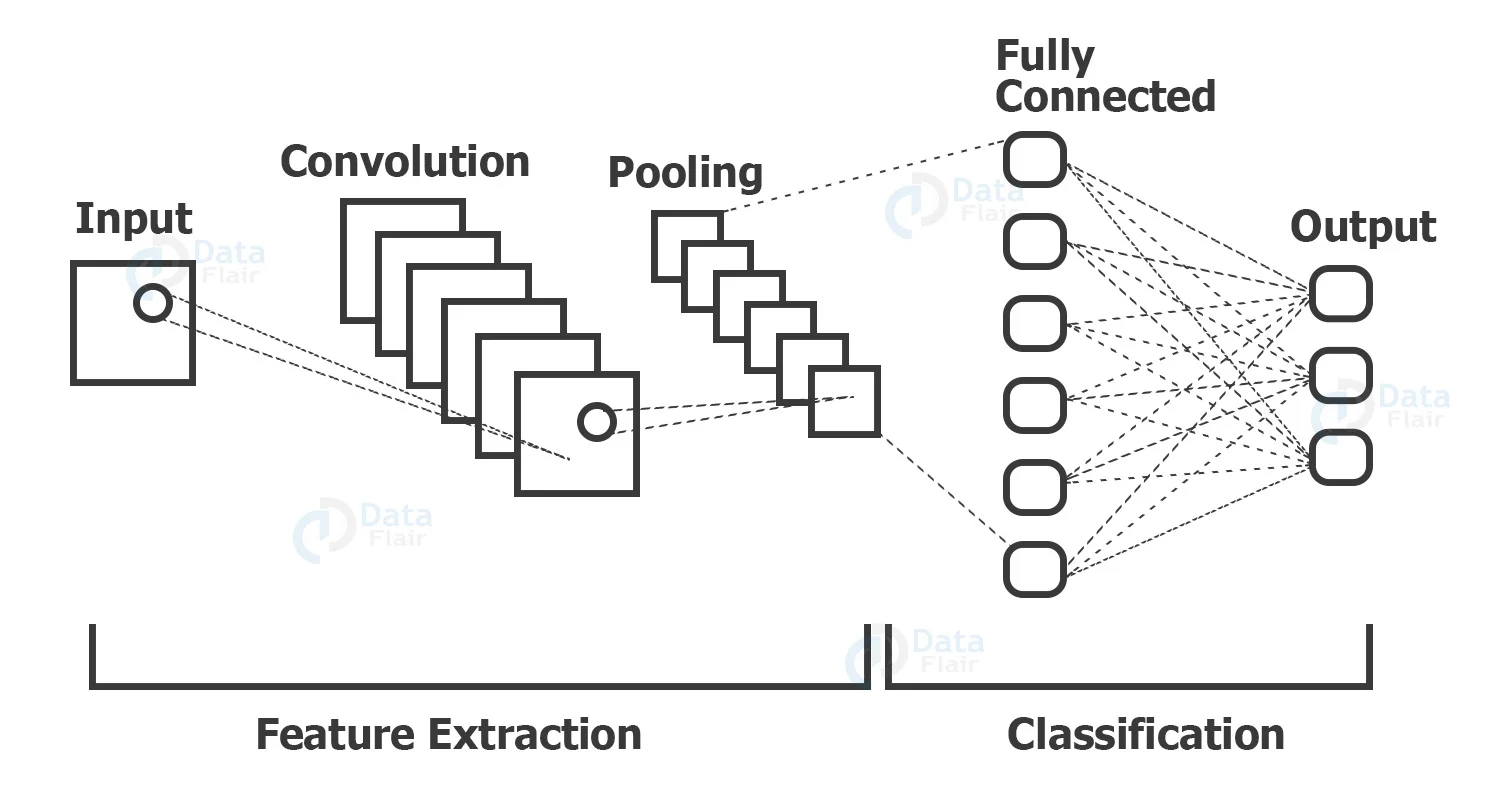 Fully
Connected
Convolution
Pooling
Input
Output
Data
Flair
Data
Flair
Data
Flair
Data
Flair
Data
Flair
Feature Extraction
Classification